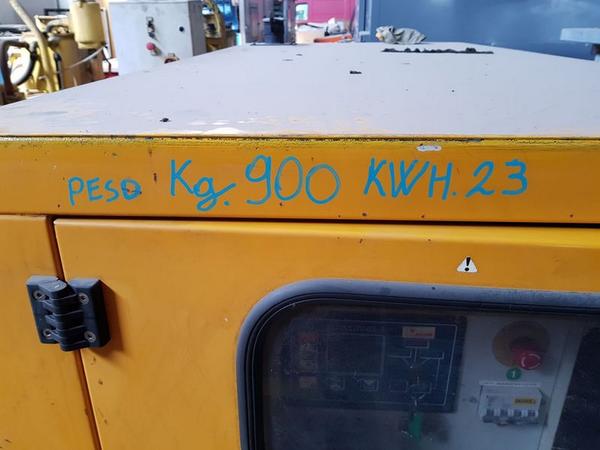 PESO Kg. 900 KWH. 23